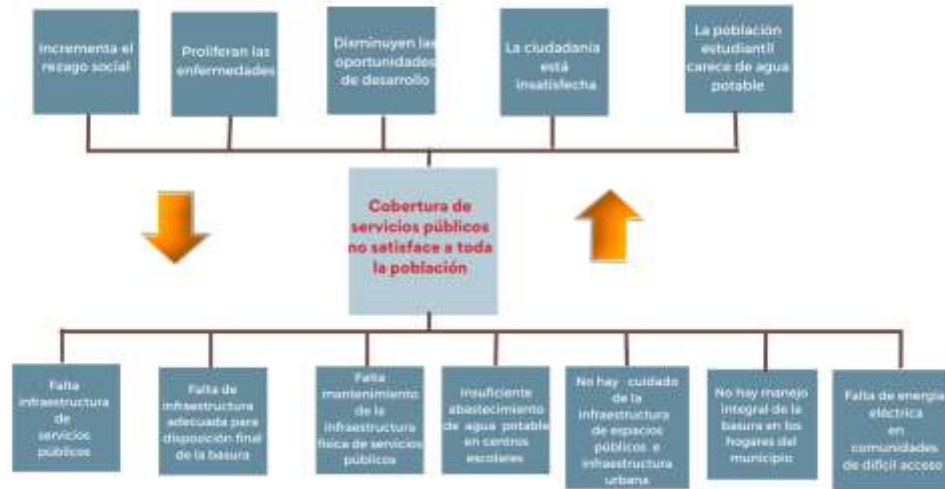 Incrementa el
rezago social
Proliferan las
enfermedades
Disminuyen las
oportunidades
de desarrollo
La ciudadanía
está
insatisfecha
La población
estudiantil
carece de agua
potable
Cobertura de
servicios públicos
no satisface a toda
la población
Falta
infraestructura
de
servicios
públicos
Falta de
infraestructura
adecuada para
disposición final
de la basura
Falta
mantenimiento
de la
infraestructura
física de servicios
públicos
Insuficiente
abastecimiento
de agua potable
en centros
escolares
No hay cuidado
de la
infraestructura
de espacios
públicos e
infraestructura
urbana
No hay manejo
integral de la
basura en los
hogares del
municipio
Falta de energía
eléctrica
en
comunidades
de difícil acceso